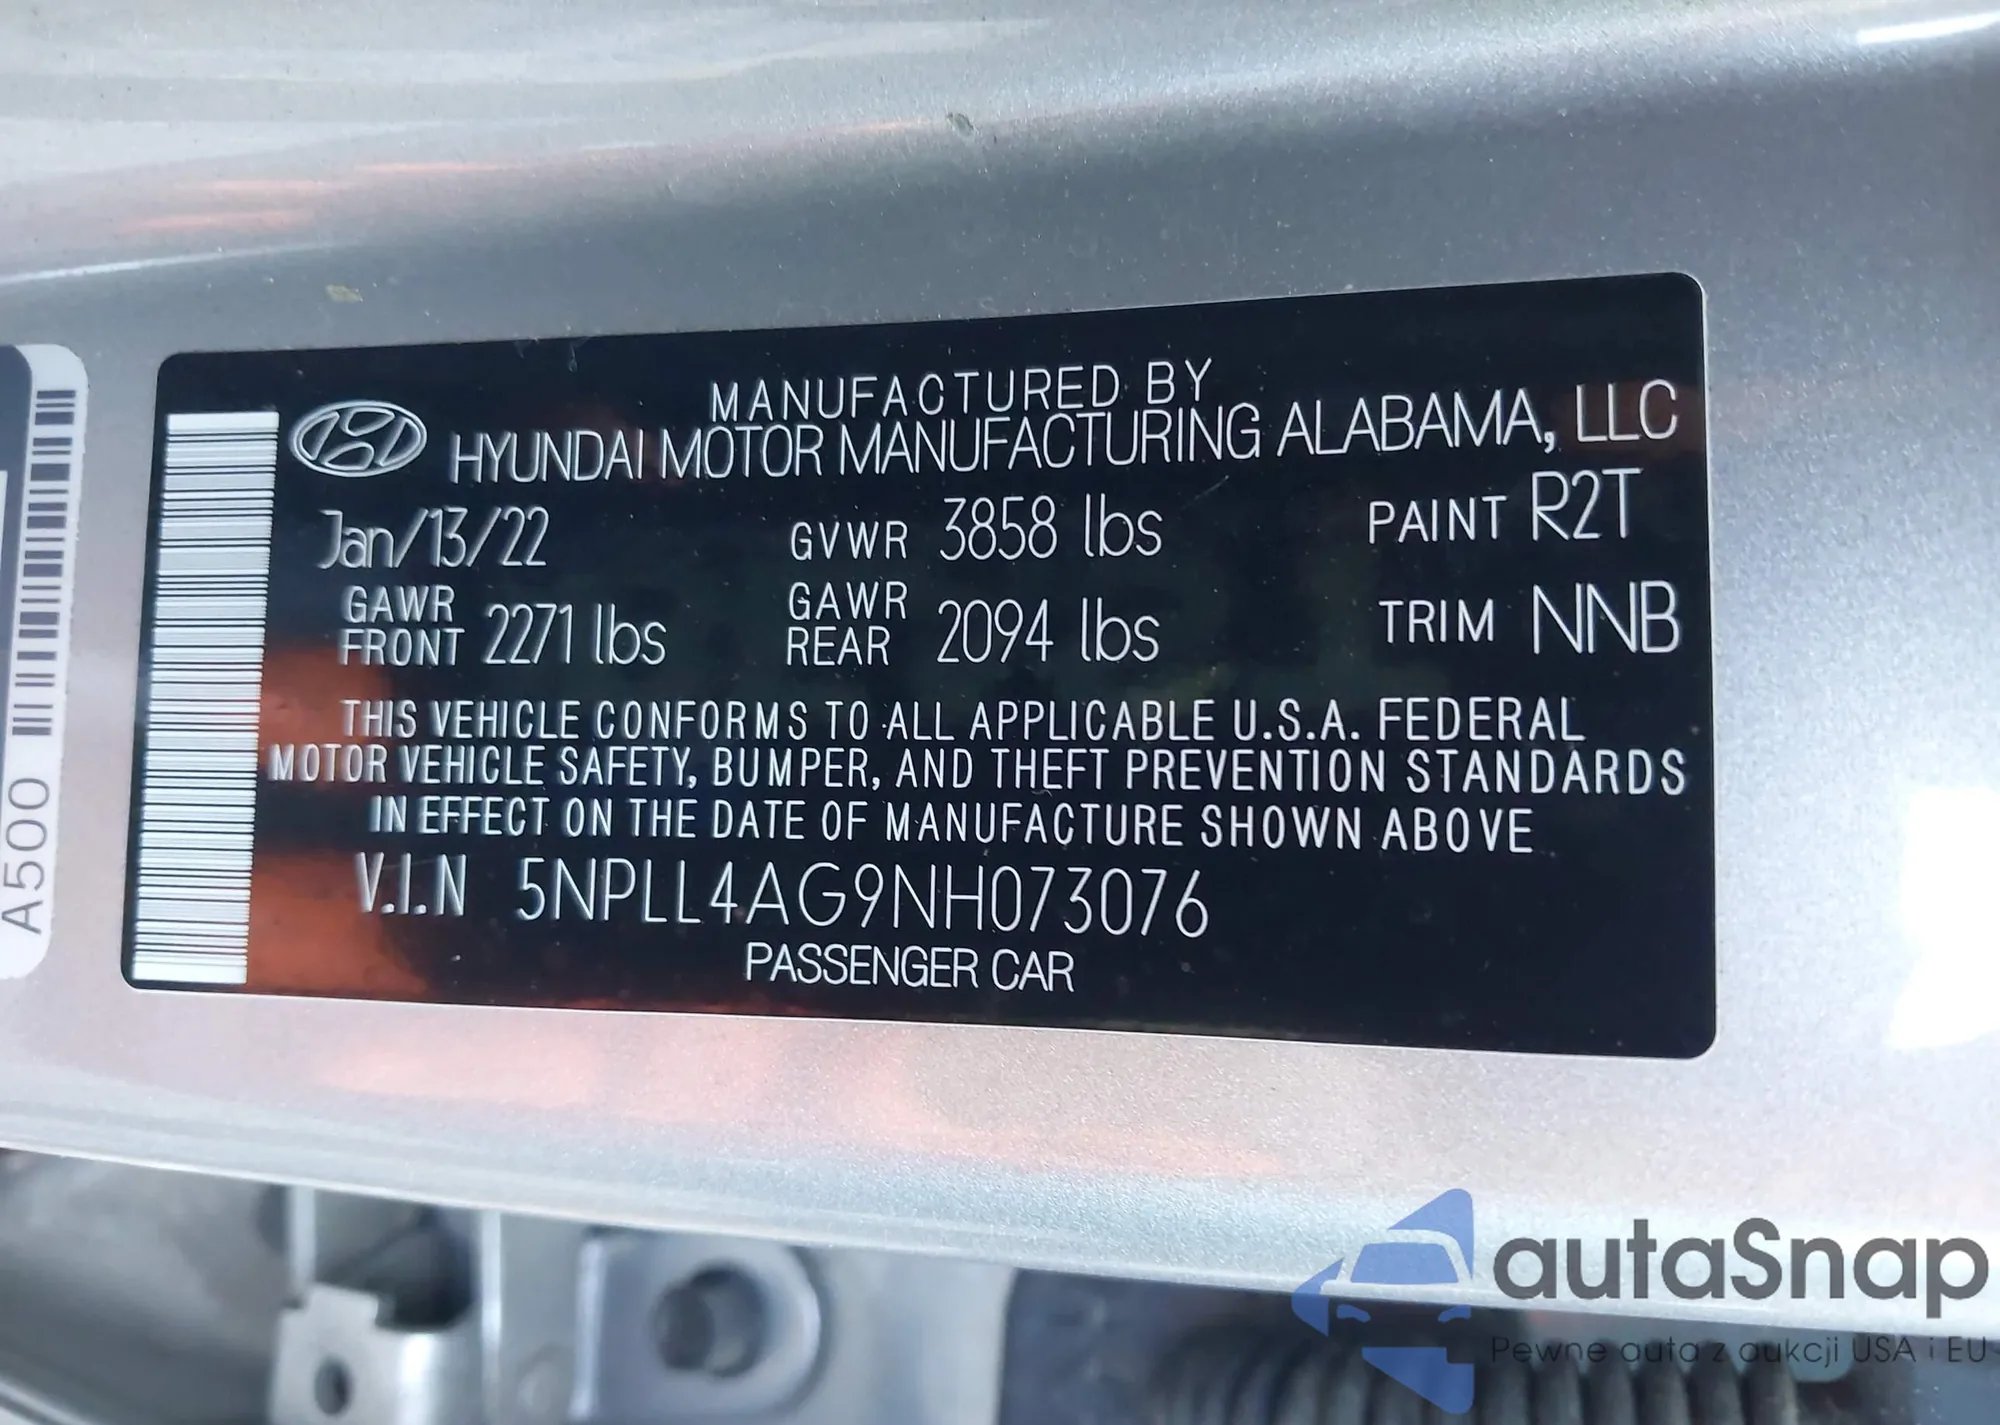 MANUFACTURED BY
HYUNDAI MOTOR MANUFACTURING ALABAMA, LLC
Jan/13/22 GVWR 3858 lbs PAINT R2T
GAWR FRONT 2271 lbs GAWR REAR 2094 lbs TRIM NNB
THIS VEHICLE CONFORMS TO ALL APPLICABLE U.S.A. FEDERAL
MOTOR VEHICLE SAFETY, BUMPER, AND THEFT PREVENTION STANDARDS
IN EFFECT ON THE DATE OF MANUFACTURE SHOWN ABOVE
V.I.N 5NPLL4AG9NH073076
PASSENGER CAR
A500
autaSnap
Pewne auta z aukcji USA i EU